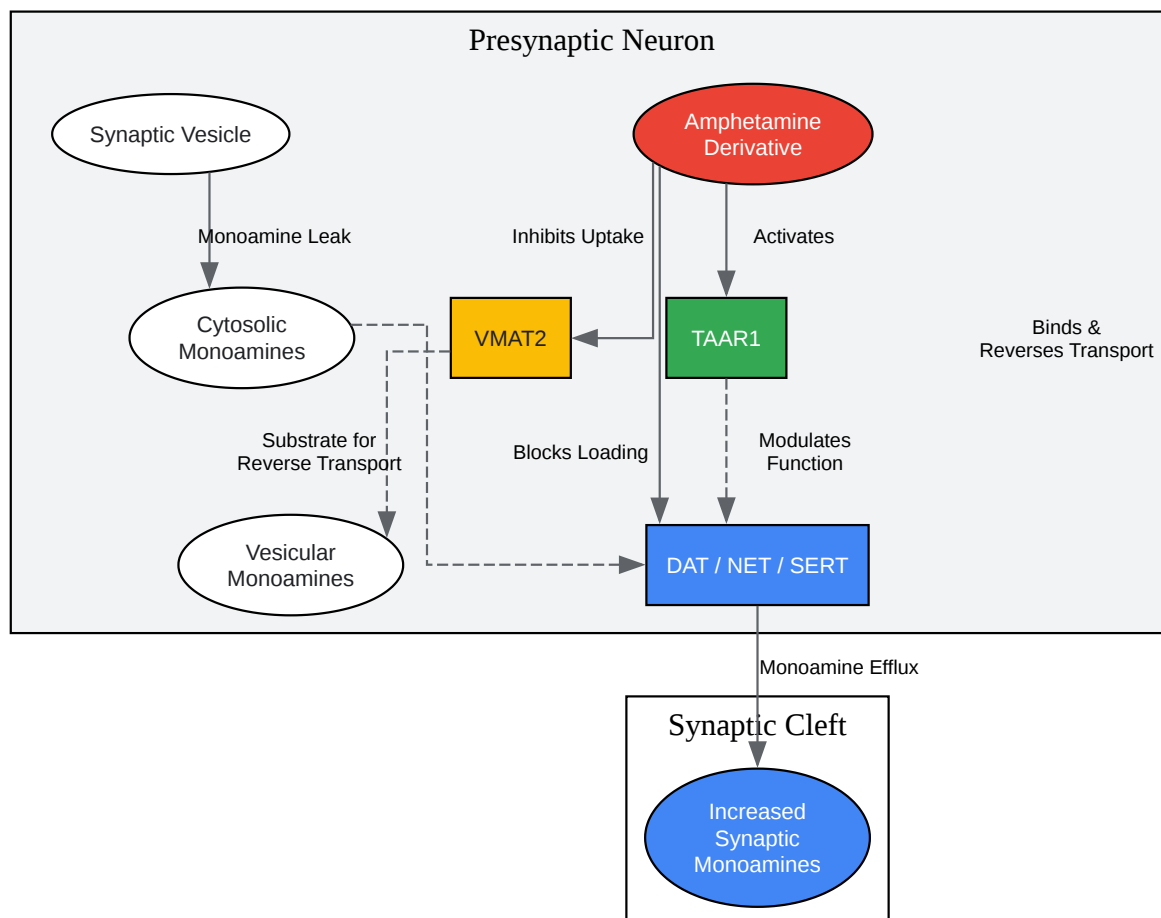 Presynaptic Neuron
Synaptic Vesicle
Amphetamine
Derivative
Monoamine Leak
Inhibits Uptake
Activates
Cytosolic
Monoamines
VMAT2
TAAR1
Binds &
Reverses Transport
Substrate for
Reverse Transport
Blocks Loading
Modulates
Function
Vesicular
Monoamines
DAT / NET / SERT
Monoamine Efflux
Synaptic Cleft
Increased
Synaptic
Monoamines